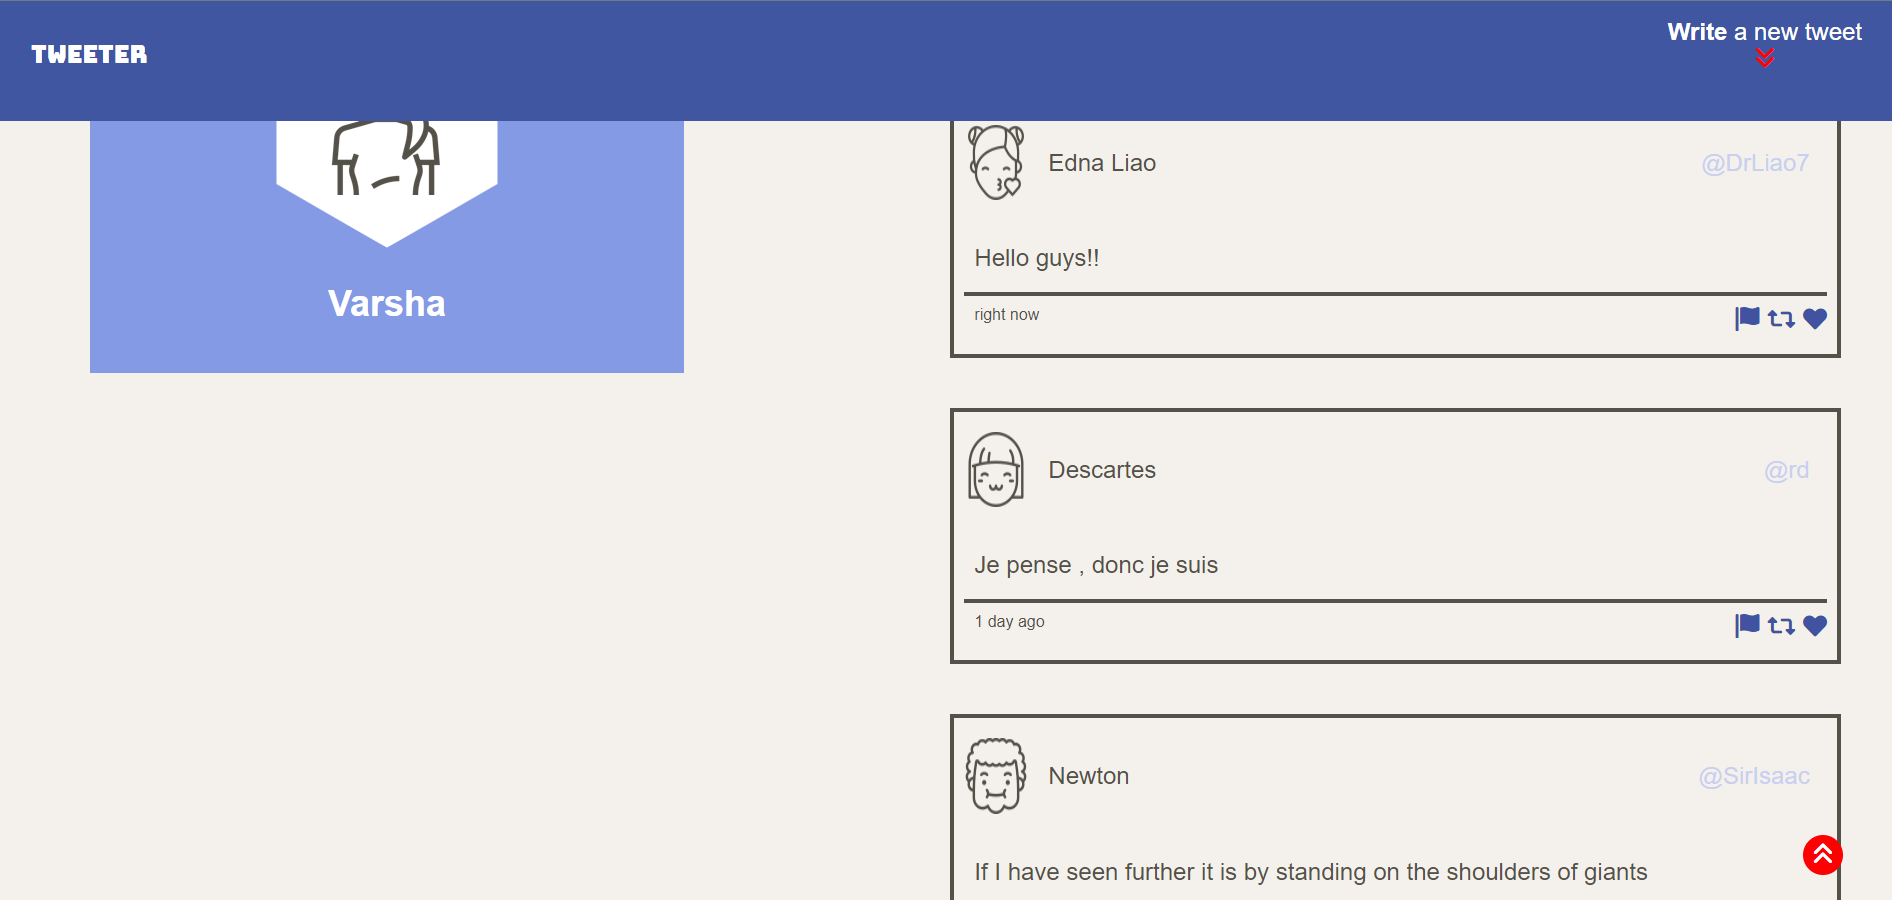 TWEETER
Write a new tweet
Varsha
Edna Liao
@DrLiao7
Hello guys!!
right now
Descartes
@rd
Je pense , donc je suis
1 day ago
Newton
@SirIsaac
If I have seen further it is by standing on the shoulders of giants